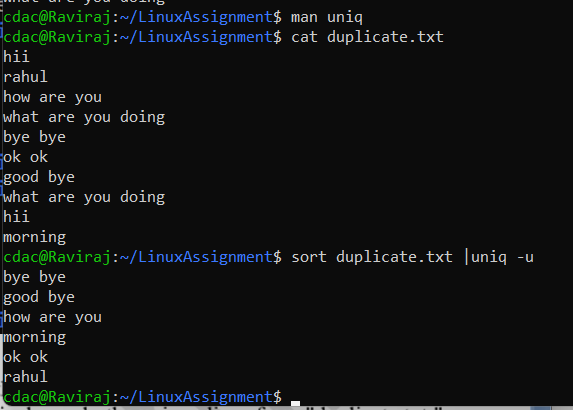 cdac@Raviraj:~/LinuxAssignment$ man uniq
cdac@Raviraj:~/LinuxAssignment$ cat duplicate.txt
hii
rahul
how are you
what are you doing
bye bye
ok ok
good bye
what are you doing
hii
morning
cdac@Raviraj:~/LinuxAssignment$ sort duplicate.txt |uniq -u
bye bye
good bye
how are you
morning
ok ok
rahul
cdac@Raviraj:~/LinuxAssignment$